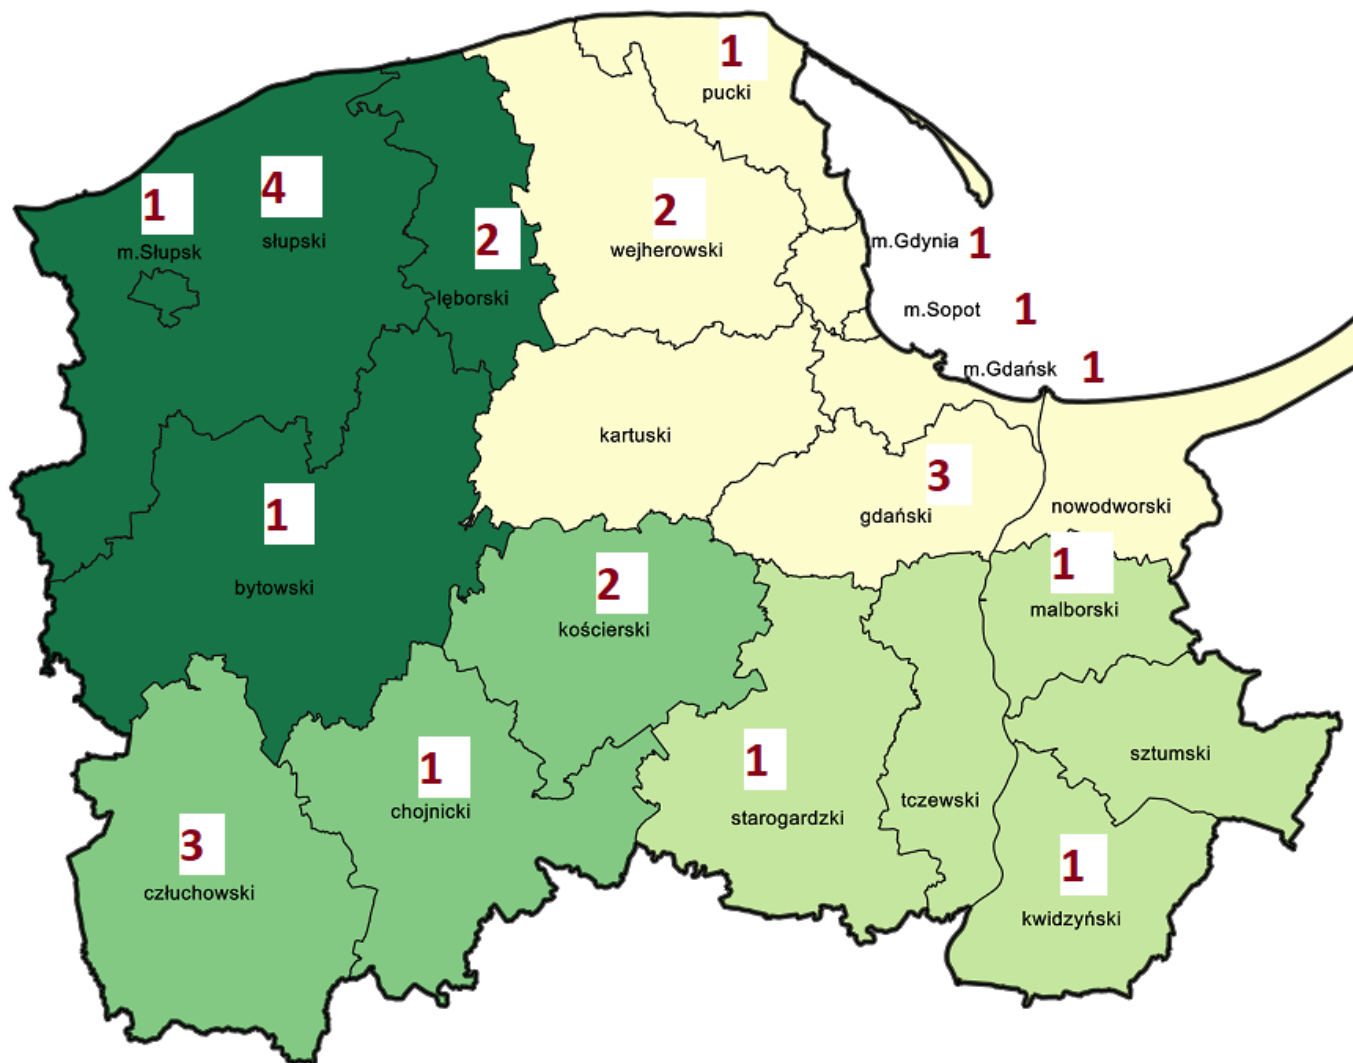 1
pucki
4
1
2
2
m.Słupsk
słupski
wejherowski
m.Gdynia 1
lęborski
m.Sopot 1
m.Gdańsk 1
kartuski
3
1
gdański
nowodworski
1
2
bytowski
kościerski
malborski
1
1
sztumski
chojnicki
tczewski
starogardzki
3
1
człuchowski
kwidzyński